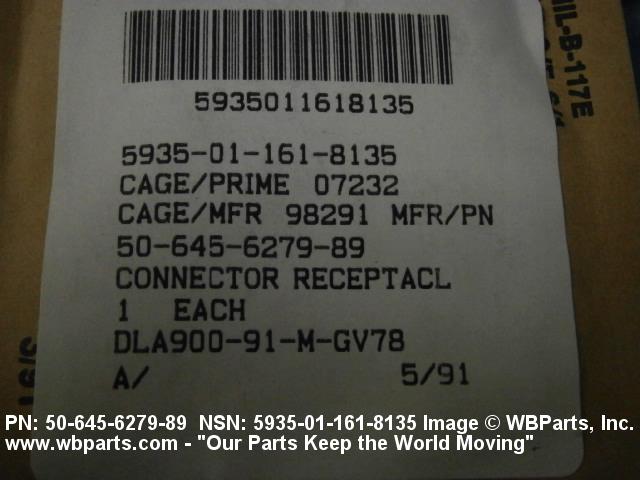 5935011618135
5935-01-161-8135
CAGE/PRIME 07232
CAGE/MFR 98291 MFR/PN
50-645-6279-89
CONNECTOR RECEPTACL
1 EACH
DLA900-91-M-GV78
A/ 5/91
MIL-B-117E
PN: 50-645-6279-89 NSN: 5935-01-161-8135 Image © WBParts, Inc.
www.wbparts.com - "Our Parts Keep the World Moving"